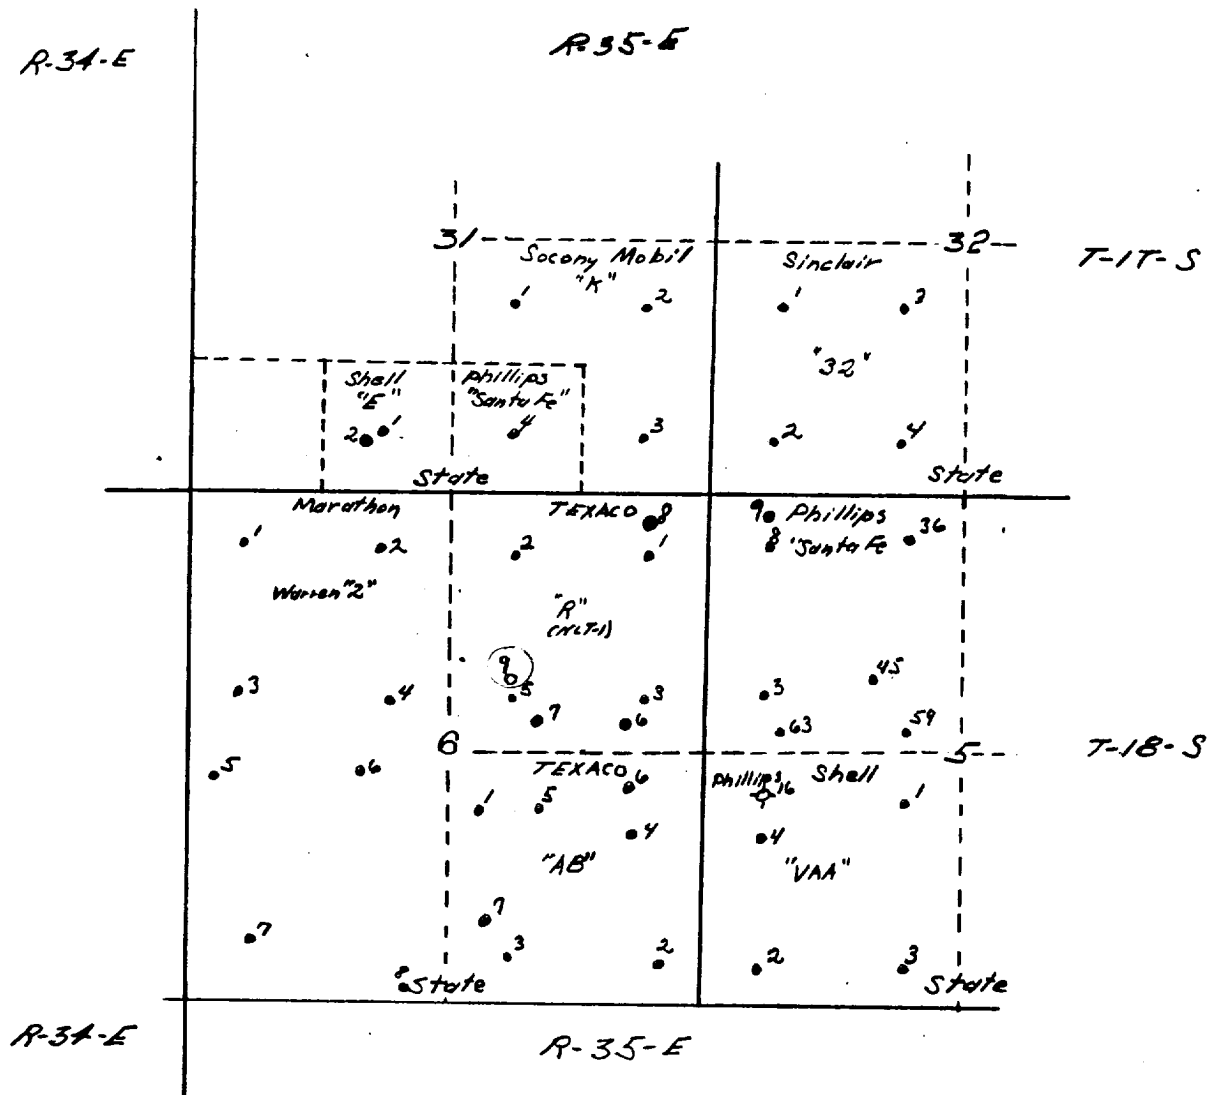 R-34-E
R-35-E
31
32
T-17-S
Socony Mobil
"K"
Sinclair
1
2
1
3
"32"
Shell
"E"
Phillips
"Santa Fe"
2
1
4
3
2
4
State
State
Marathon
TEXACO
8
9
Phillips
1
2
2
1
8
"Santa Fe
36
Warren "2"
"R"
(NCT-1)
9
3
4
5
3
3
45
7
6
63
59
6
5
T-18-S
5
6
TEXACO
6
Phillips
16
Shell
1
5
1
4
4
"AB"
"VAA"
7
7
3
2
2
3
8
State
State
R-34-E
R-35-E